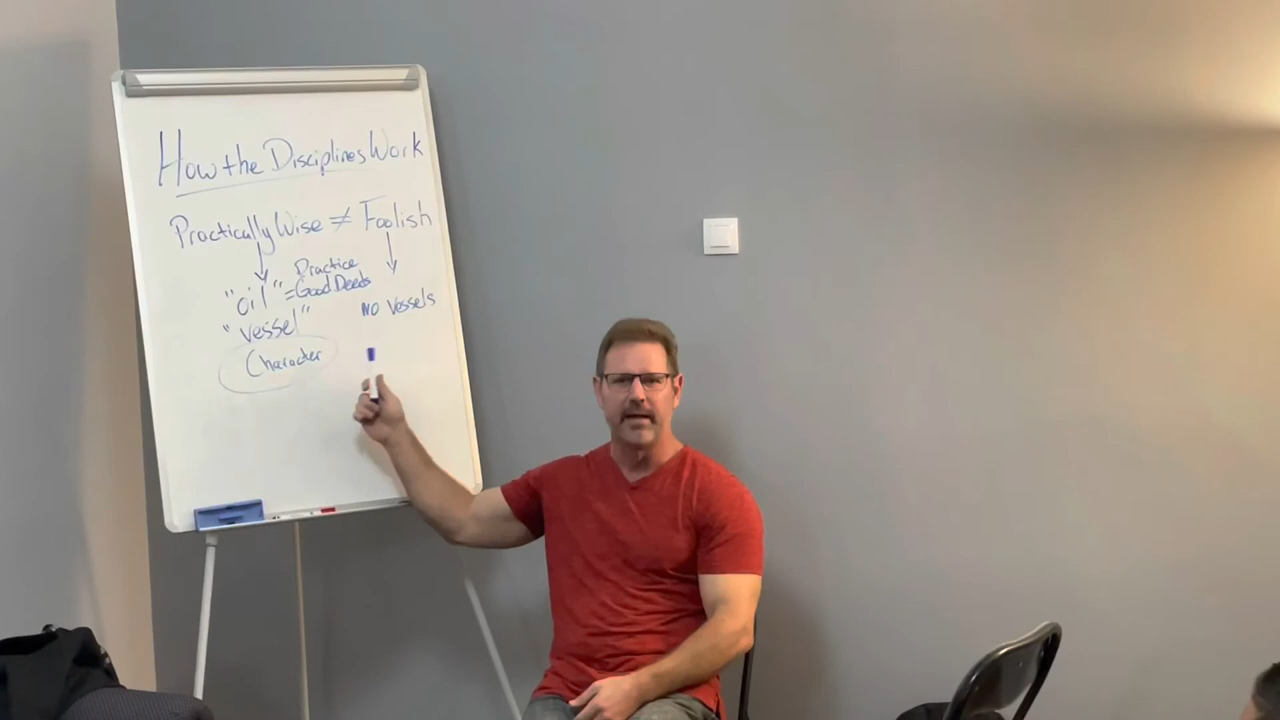 How the Disciplines Work
Practically Wise ≠ Foolish
"oil" = Practice Good Deeds
"vessel"
NO Vessels
Character